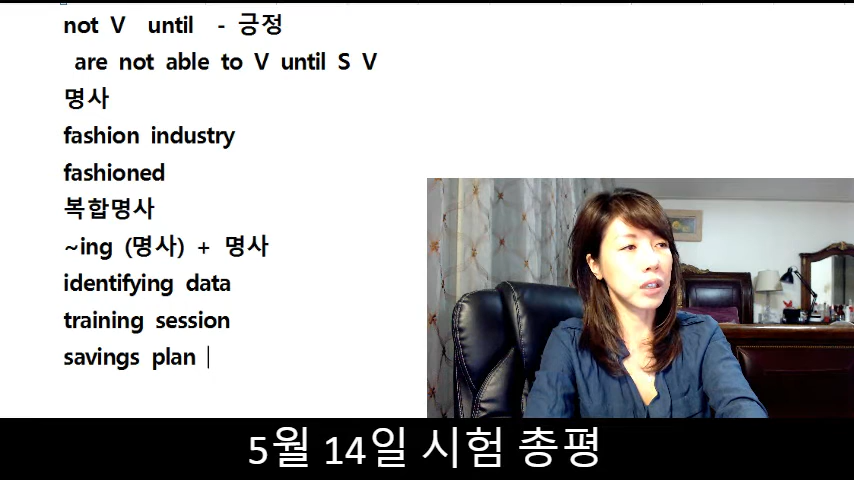 not V until - 긍정
are not able to V until S V
명사
fashion industry
fashioned
복합명사
~ing (명사) + 명사
identifying data
training session
savings plan
5월 14일 시험 총평